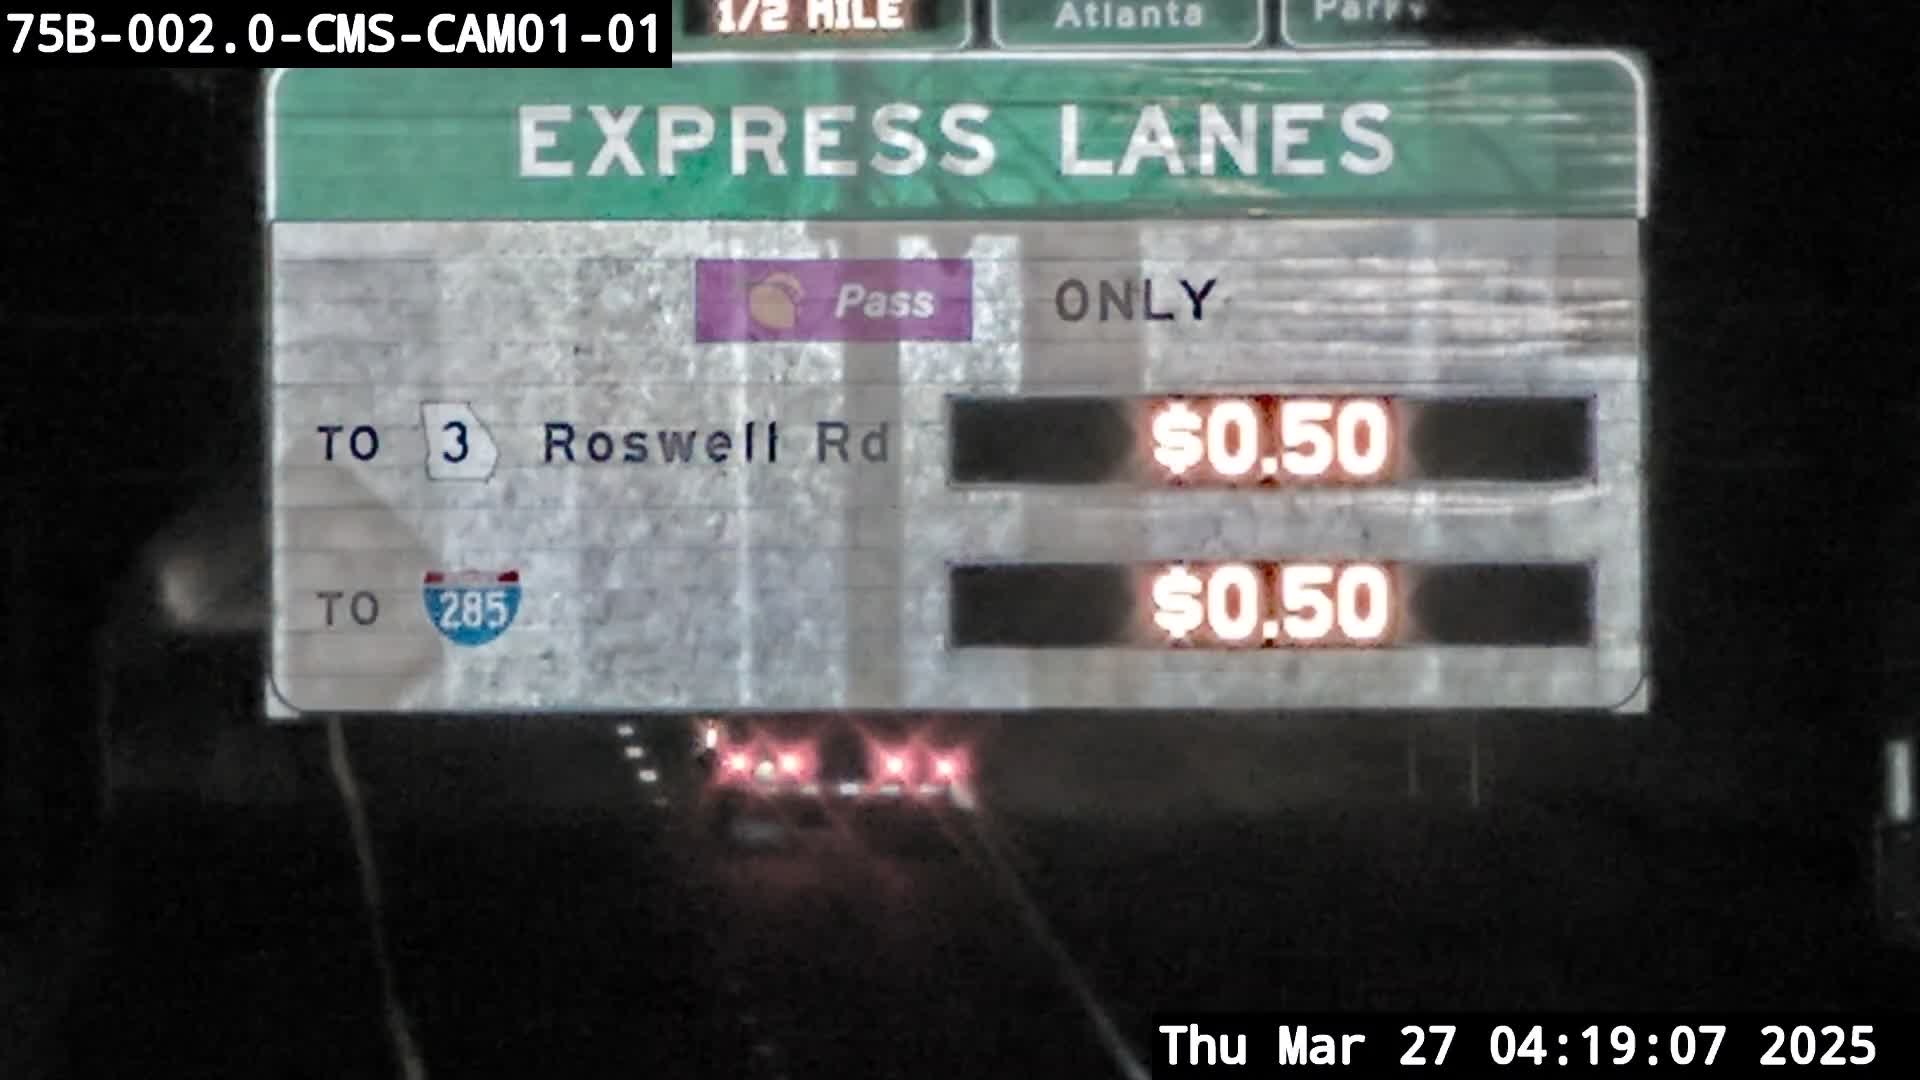 75B-002.0-CMS-CAM01-01
1/2 MILE
Atlanta
EXPRESS LANES
Pass ONLY
TO 3 Roswell Rd $0.50
TO 285 $0.50
Thu Mar 27 04:19:07 2025